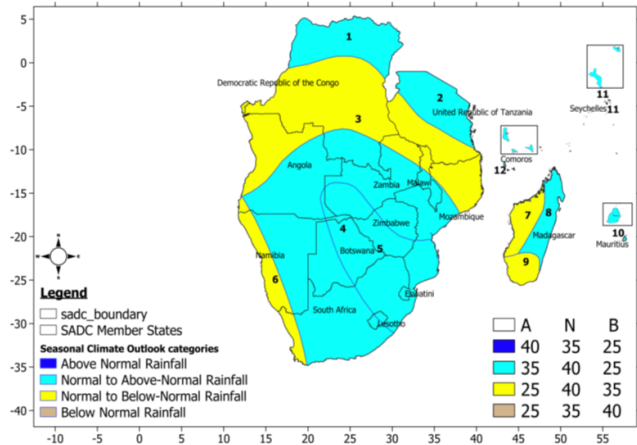 5
0
-5
-10
-15
-20
-25
-30
-35
-40
1
2
Democratic Republic of the Congo
United Republic of Tanzania
3
11
Seychelles 11
Comoros
12
Angola
Zambia
Malawi
Mozambique
7
8
Madagascar
10
Mauritius
9
4
Zimbabwe
Botswana
5
Namibia
6
South Africa
Eswatini
Lesotho
Legend
sadc_boundary
SADC Member States
Seasonal Climate Outlook categories
Above Normal Rainfall
Normal to Above-Normal Rainfall
Normal to Below-Normal Rainfall
Below Normal Rainfall
A N B
40 35 25
35 40 25
25 40 35
25 35 40
-10 -5 0 5 10 15 20 25 30 35 40 45 50 55